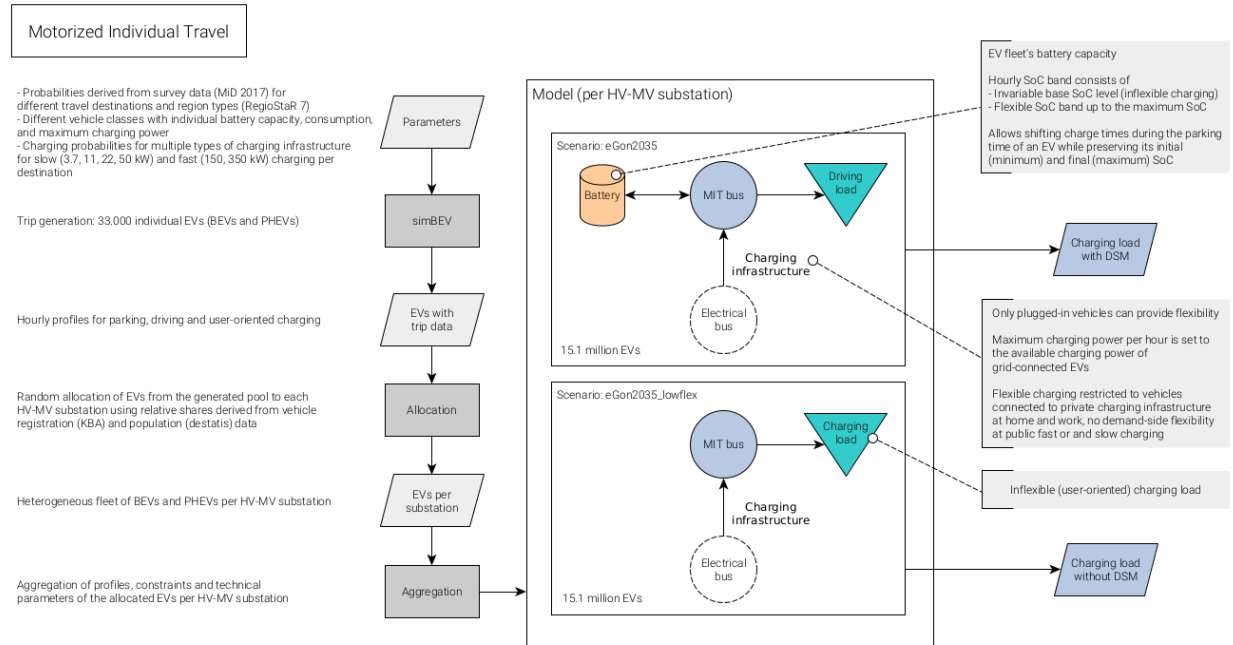 Motorized Individual Travel
- Probabilities derived from survey data (MiD 2017) for
different travel destinations and region types (RegioStaR 7)
- Different vehicle classes with individual battery capacity, consumption,
and maximum charging power
- Charging probabilities for multiple types of charging infrastructure
for slow (3.7, 11, 22, 50 kW) and fast (150, 350 kW) charging per
destination
Parameters
Trip generation: 33.000 individual EVs (BEVs and PHEVs)
simBEV
Hourly profiles for parking, driving and user-oriented charging
EVs with
trip data
Random allocation of EVs from the generated pool to each
HV-MV substation using relative shares derived from vehicle
registration (KBA) and population (destatis) data
Allocation
Heterogeneous fleet of BEVs and PHEVs per HV-MV substation
EVs per
substation
Aggregation of profiles, constraints and technical
parameters of the allocated EVs per HV-MV substation
Aggregation
Model (per HV-MV substation)
Scenario: eGon2035
Battery
MIT bus
Driving
load
Charging
infrastructure
Electrical
bus
15.1 million EVs
Scenario: eGon2035_lowflex
MIT bus
Charging
load
Charging
infrastructure
Electrical
bus
15.1 million EVs
EV fleet's battery capacity
Hourly SoC band consists of
- Invariable base SoC level (inflexible charging)
- Flexible SoC band up to the maximum SoC
Allows shifting charge times during the parking
time of an EV while preserving its initial
(minimum) and final (maximum) SoC
Charging load
with DSM
Only plugged-in vehicles can provide flexibility
Maximum charging power per hour is set to
the available charging power of
grid-connected EVs
Flexible charging restricted to vehicles
connected to private charging infrastructure
at home and work, no demand-side flexibility
at public fast or and slow charging
Inflexible (user-oriented) charging load
Charging load
without DSM